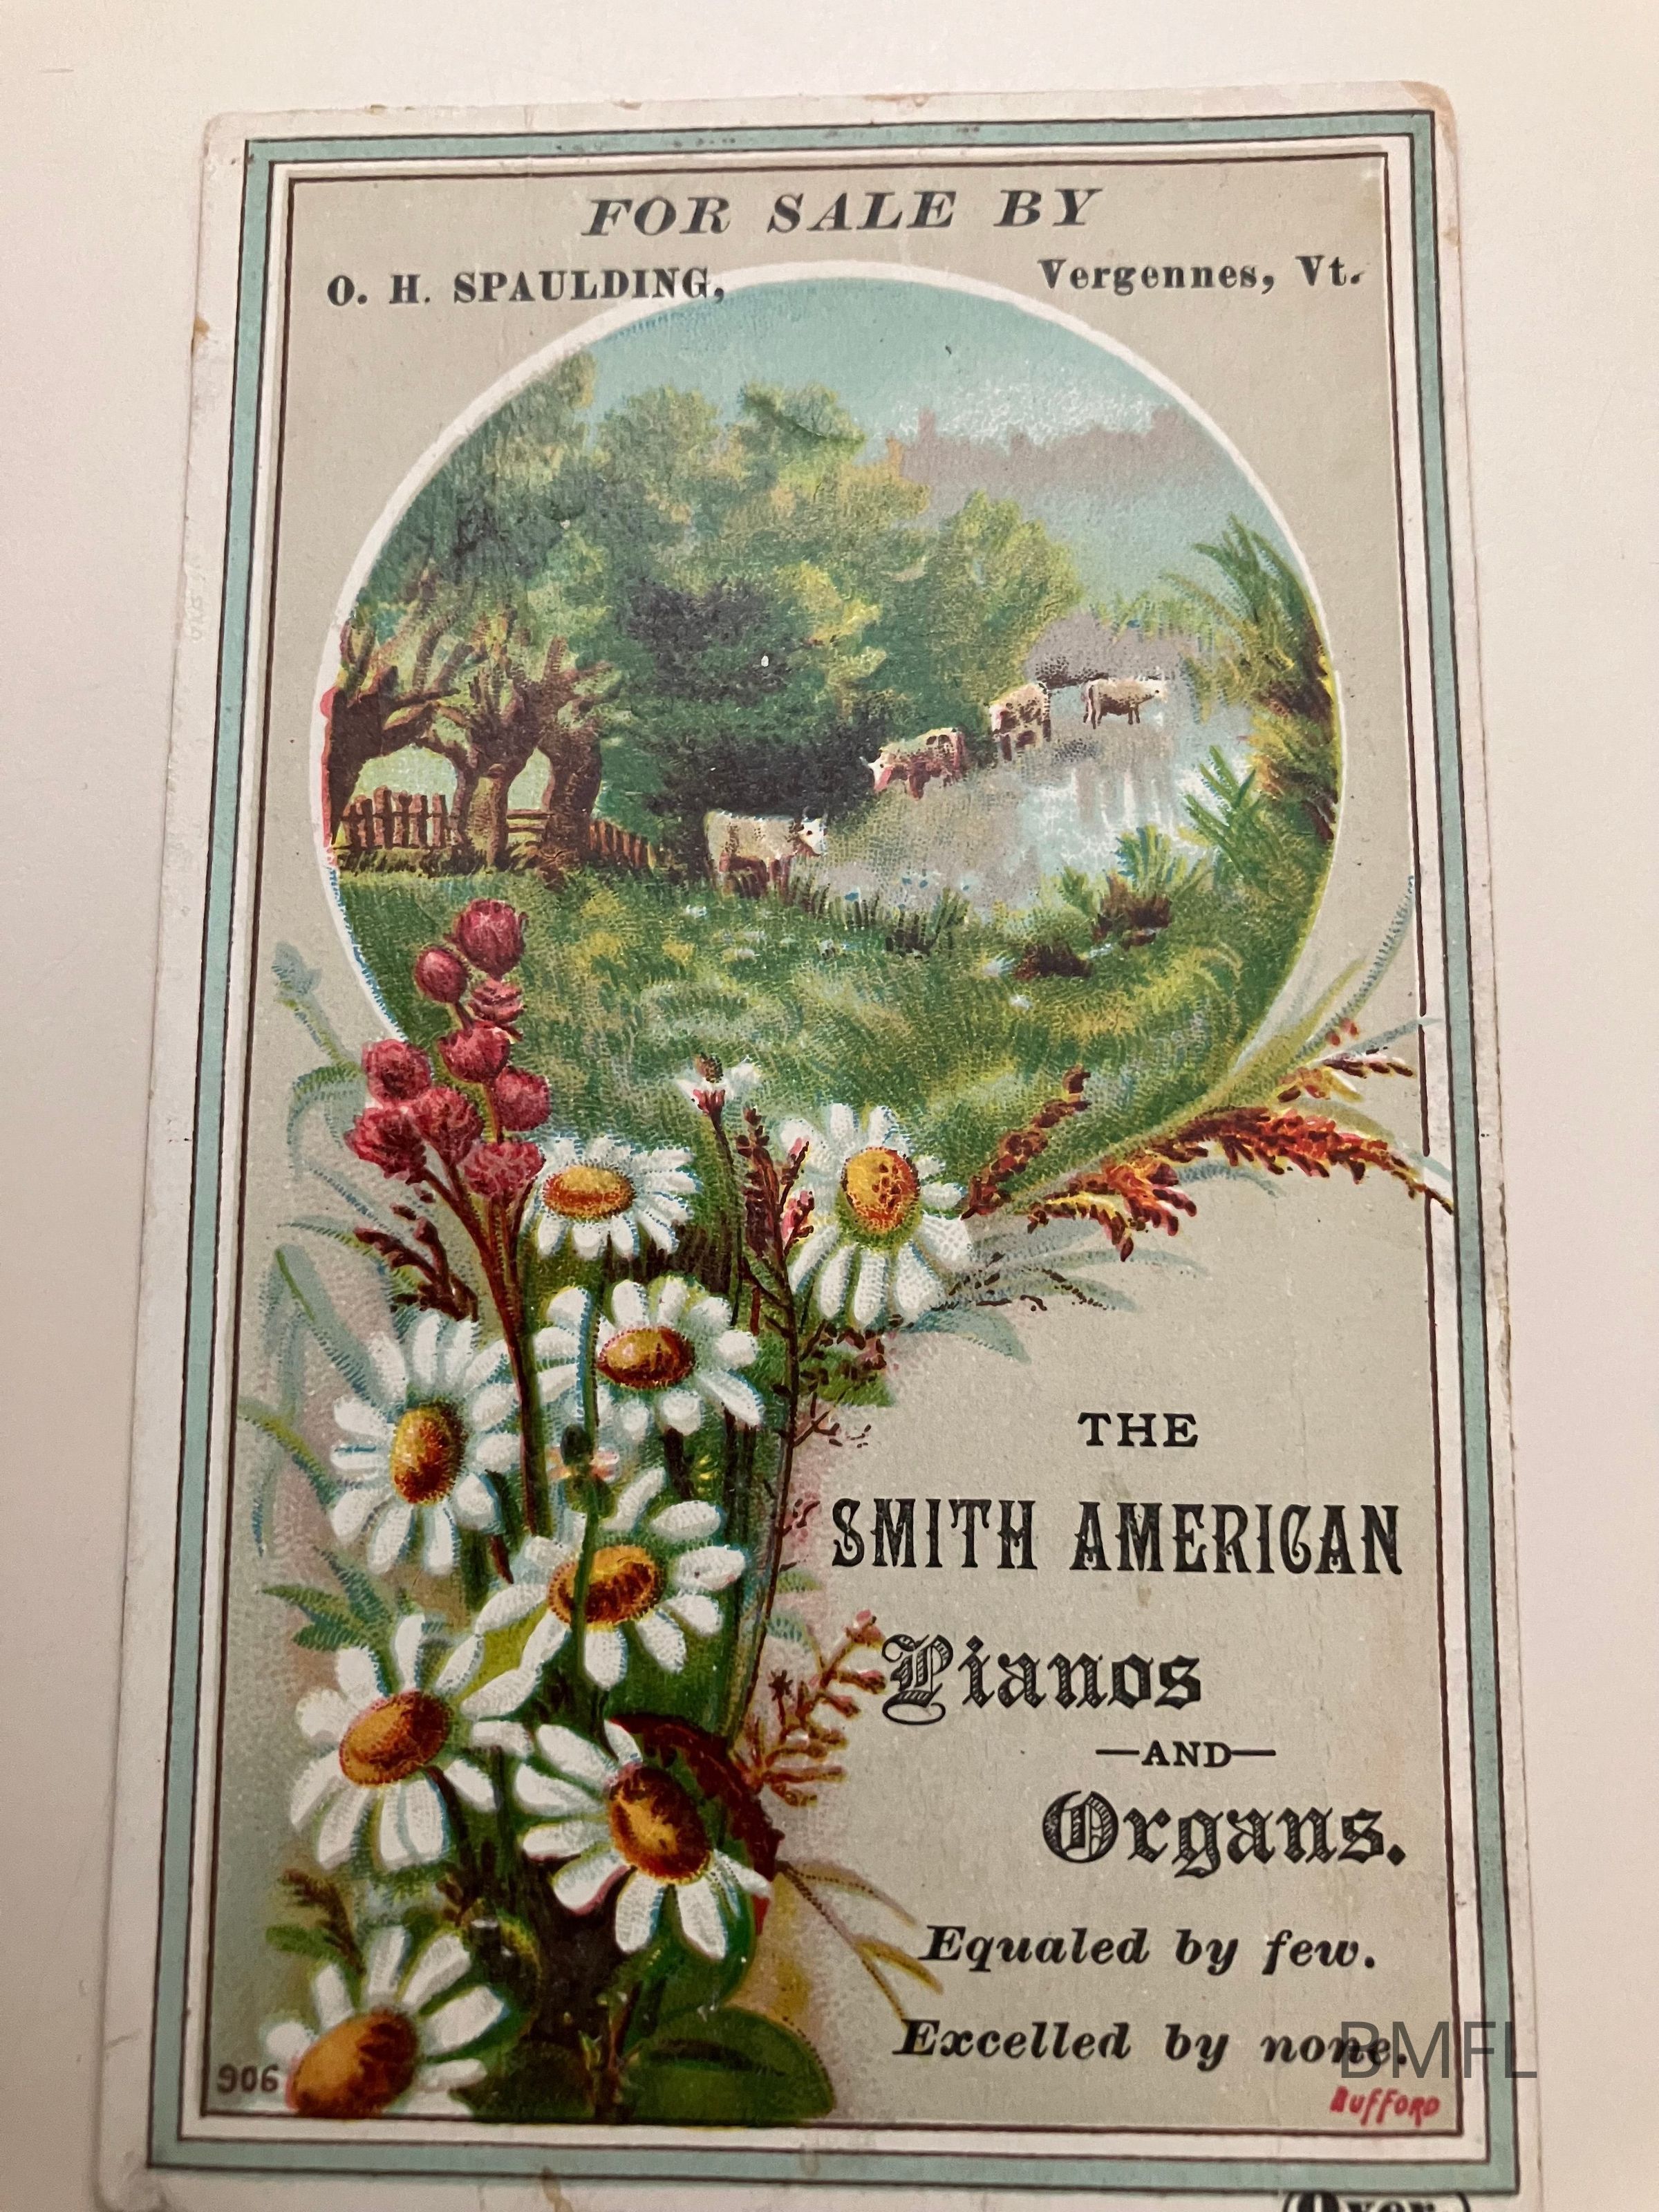 FOR SALE BY
O. H. SPAULDING, Vergennes, Vt.
THE
SMITH AMERICAN
Pianos
—AND—
Organs.
Equaled by few.
Excelled by none.
BMFL
906
BUFFORD
(Over.